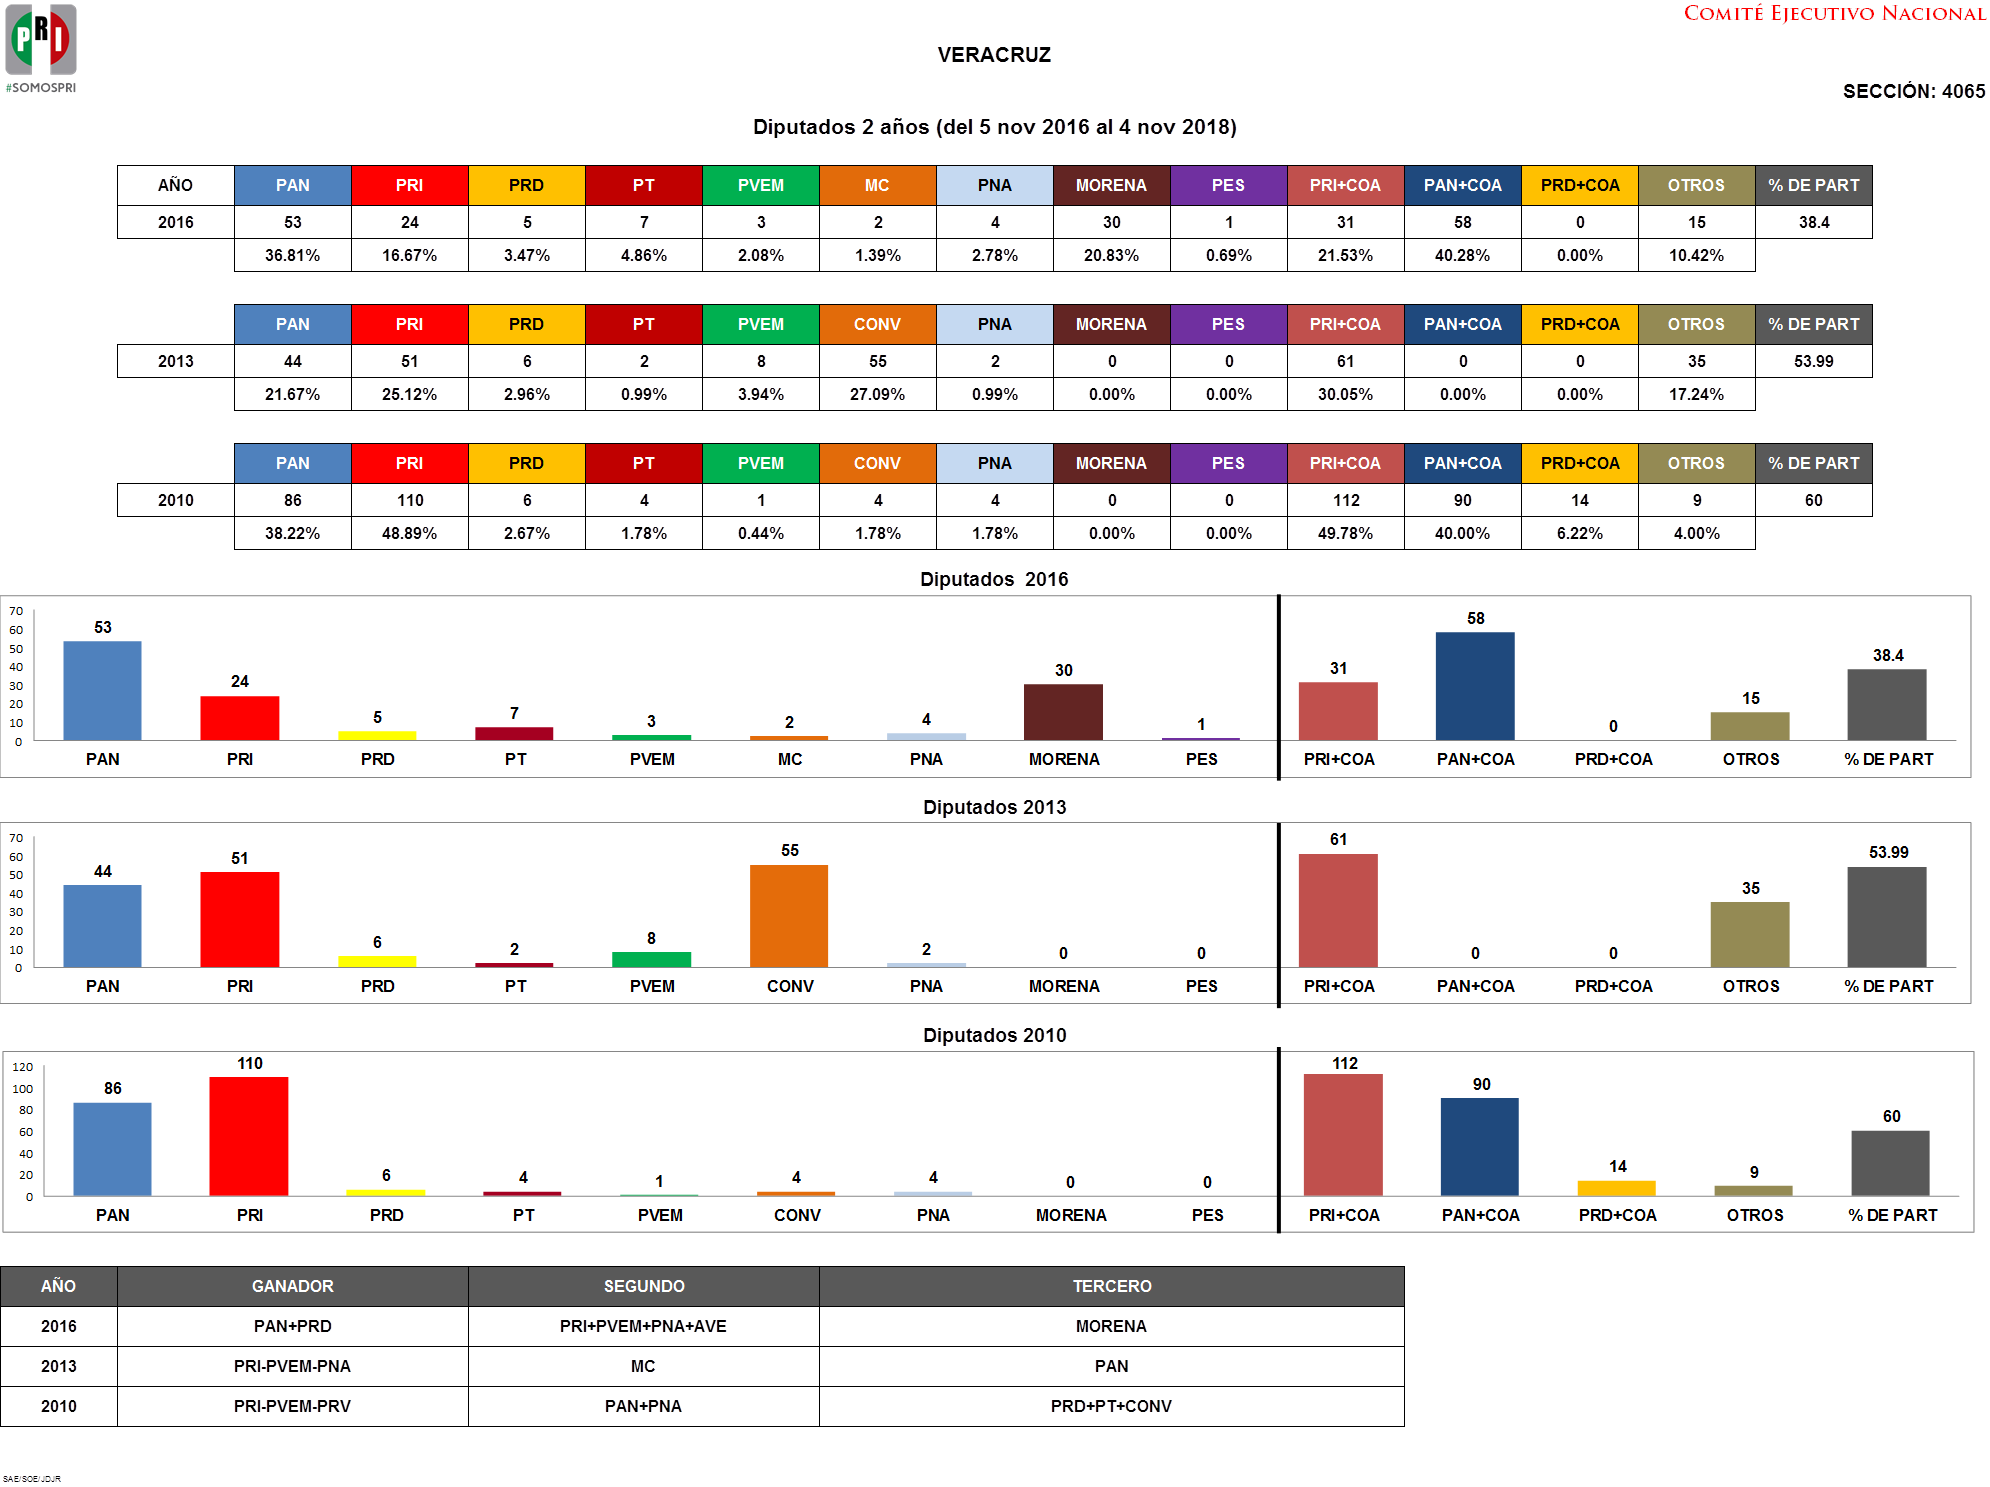 PRI
#SOMOSPRI
COMITÉ EJECUTIVO NACIONAL
VERACRUZ
SECCIÓN: 4065
Diputados 2 años (del 5 nov 2016 al 4 nov 2018)
AÑO PAN PRI PRD PT PVEM MC PNA MORENA PES PRI+COA PAN+COA PRD+COA OTROS % DE PART
2016 53 24 5 7 3 2 4 30 1 31 58 0 15 38.4
36.81% 16.67% 3.47% 4.86% 2.08% 1.39% 2.78% 20.83% 0.69% 21.53% 40.28% 0.00% 10.42%
PAN PRI PRD PT PVEM CONV PNA MORENA PES PRI+COA PAN+COA PRD+COA OTROS % DE PART
2013 44 51 6 2 8 55 2 0 0 61 0 0 35 53.99
21.67% 25.12% 2.96% 0.99% 3.94% 27.09% 0.99% 0.00% 0.00% 30.05% 0.00% 0.00% 17.24%
PAN PRI PRD PT PVEM CONV PNA MORENA PES PRI+COA PAN+COA PRD+COA OTROS % DE PART
2010 86 110 6 4 1 4 4 0 0 112 90 14 9 60
38.22% 48.89% 2.67% 1.78% 0.44% 1.78% 1.78% 0.00% 0.00% 49.78% 40.00% 6.22% 4.00%
Diputados 2016
70
60
50
40
30
20
10
0
53 24 5 7 3 2 4 30 1 31 58 0 15 38.4
PAN PRI PRD PT PVEM MC PNA MORENA PES PRI+COA PAN+COA PRD+COA OTROS % DE PART
Diputados 2013
70
60
50
40
30
20
10
0
44 51 6 2 8 55 2 0 0 61 0 0 35 53.99
PAN PRI PRD PT PVEM CONV PNA MORENA PES PRI+COA PAN+COA PRD+COA OTROS % DE PART
Diputados 2010
120
100
80
60
40
20
0
86 110 6 4 1 4 4 0 0 112 90 14 9 60
PAN PRI PRD PT PVEM CONV PNA MORENA PES PRI+COA PAN+COA PRD+COA OTROS % DE PART
AÑO GANADOR SEGUNDO TERCERO
2016 PAN+PRD PRI+PVEM+PNA+AVE MORENA
2013 PRI-PVEM-PNA MC PAN
2010 PRI-PVEM-PRV PAN+PNA PRD+PT+CONV
SAE/SOE/JDJR